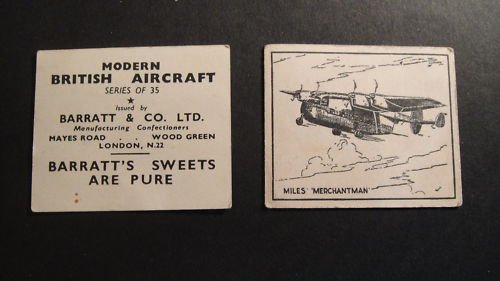 MODERN
BRITISH AIRCRAFT
SERIES OF 35
★
Issued by
BARRATT & CO. LTD.
Manufacturing Confectioners
MAYES ROAD . . WOOD GREEN
LONDON, N.22
BARRATT'S SWEETS
ARE PURE
MILES 'MERCHANTMAN'